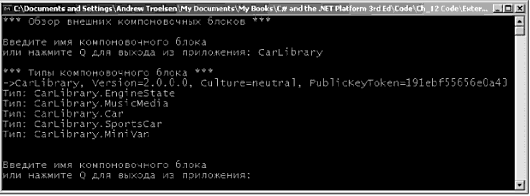 C:\Documents and Settings\Andrew Troelsen\My Documents\My Books\C# and the .NET Platform 3rd Ed\Code\Ch_12 Code\Exter...
*** Обзор внешних компоновочных блоков ***
Введите имя компоновочного блока
или нажмите Q для выхода из приложения: CarLibrary
*** Типы компоновочного блока ***
->CarLibrary, Version=2.0.0.0, Culture=neutral, PublicKeyToken=191ebf55656e0a43
Тип: CarLibrary.EngineState
Тип: CarLibrary.MusicMedia
Тип: CarLibrary.Car
Тип: CarLibrary.SportsCar
Тип: CarLibrary.MiniVan
Введите имя компоновочного блока
или нажмите Q для выхода из приложения: